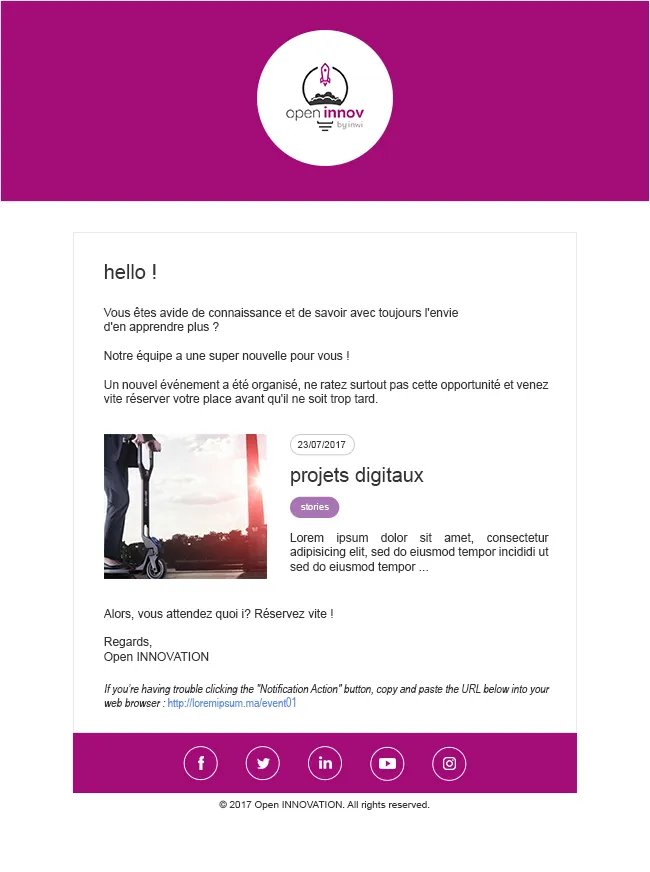 open innov
by inwi
hello !
Vous êtes avide de connaissance et de savoir avec toujours l'envie
d'en apprendre plus ?
Notre équipe a une super nouvelle pour vous !
Un nouvel événement a été organisé, ne ratez surtout pas cette opportunité et venez
vite réserver votre place avant qu'il ne soit trop tard.
23/07/2017
projets digitaux
stories
Lorem ipsum dolor sit amet, consectetur
adipisicing elit, sed do eiusmod tempor incididi ut
sed do eiusmod tempor ...
Alors, vous attendez quoi i? Réservez vite !
Regards,
Open INNOVATION
If you're having trouble clicking the "Notification Action" button, copy and paste the URL below into your
web browser : http://loremipsum.ma/event01
© 2017 Open INNOVATION. All rights reserved.